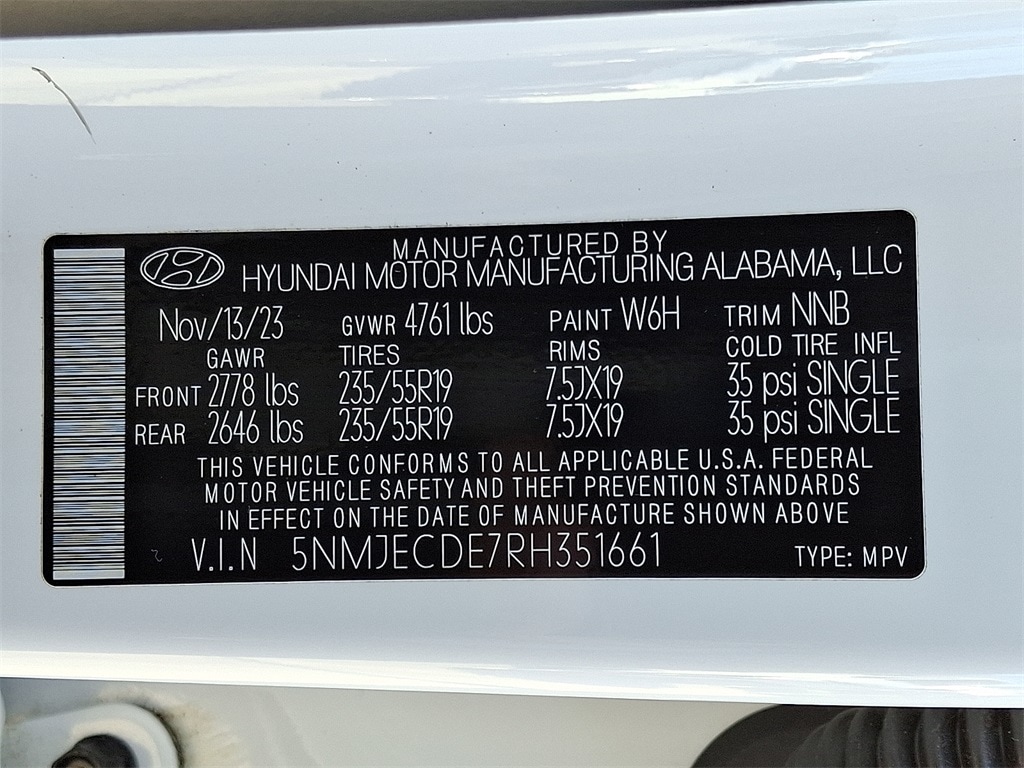 MANUFACTURED BY
HYUNDAI MOTOR MANUFACTURING ALABAMA, LLC
Nov/13/23 GVWR 4761 lbs PAINT W6H TRIM NNB
GAWR TIRES RIMS COLD TIRE INFL
FRONT 2778 lbs 235/55R19 7.5JX19 35 psi SINGLE
REAR 2646 lbs 235/55R19 7.5JX19 35 psi SINGLE
THIS VEHICLE CONFORMS TO ALL APPLICABLE U.S.A. FEDERAL
MOTOR VEHICLE SAFETY AND THEFT PREVENTION STANDARDS
IN EFFECT ON THE DATE OF MANUFACTURE SHOWN ABOVE
V.I.N 5NMJECDE7RH351661 TYPE: MPV